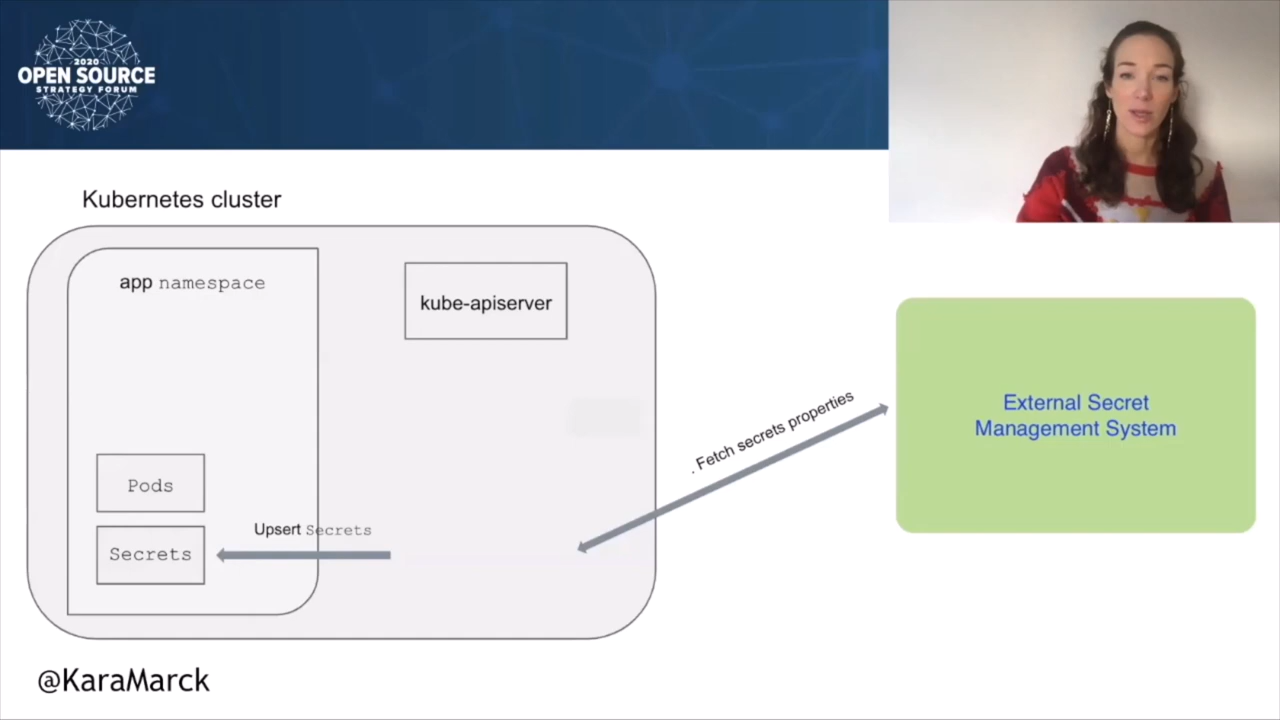 2020
OPEN SOURCE
STRATEGY FORUM
Kubernetes cluster
app namespace
kube-apiserver
. Fetch secrets properties
External Secret
Management System
Pods
Upsert Secrets
Secrets
@KaraMarck